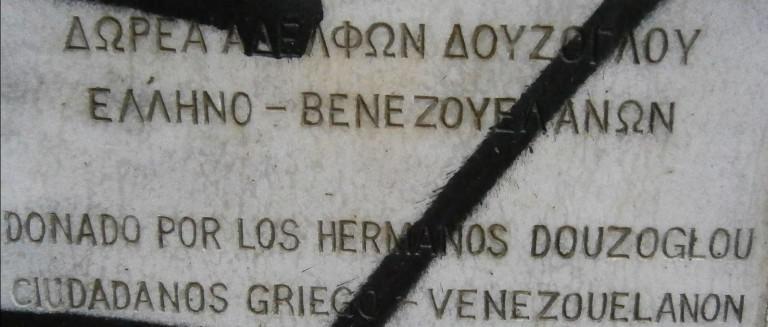 ΔΩΡΕΑ ΑΔΕΛΦΩΝ ΔΟΥΖΟΓΛΟΥ
ΕΛΛΗΝΟ - ΒΕΝΕΖΟΥΕΛΑΝΩΝ
DONADO POR LOS HERMANOS DOUZOGLOU
CIUDADANOS GRIEGO - VENEZOUELANON